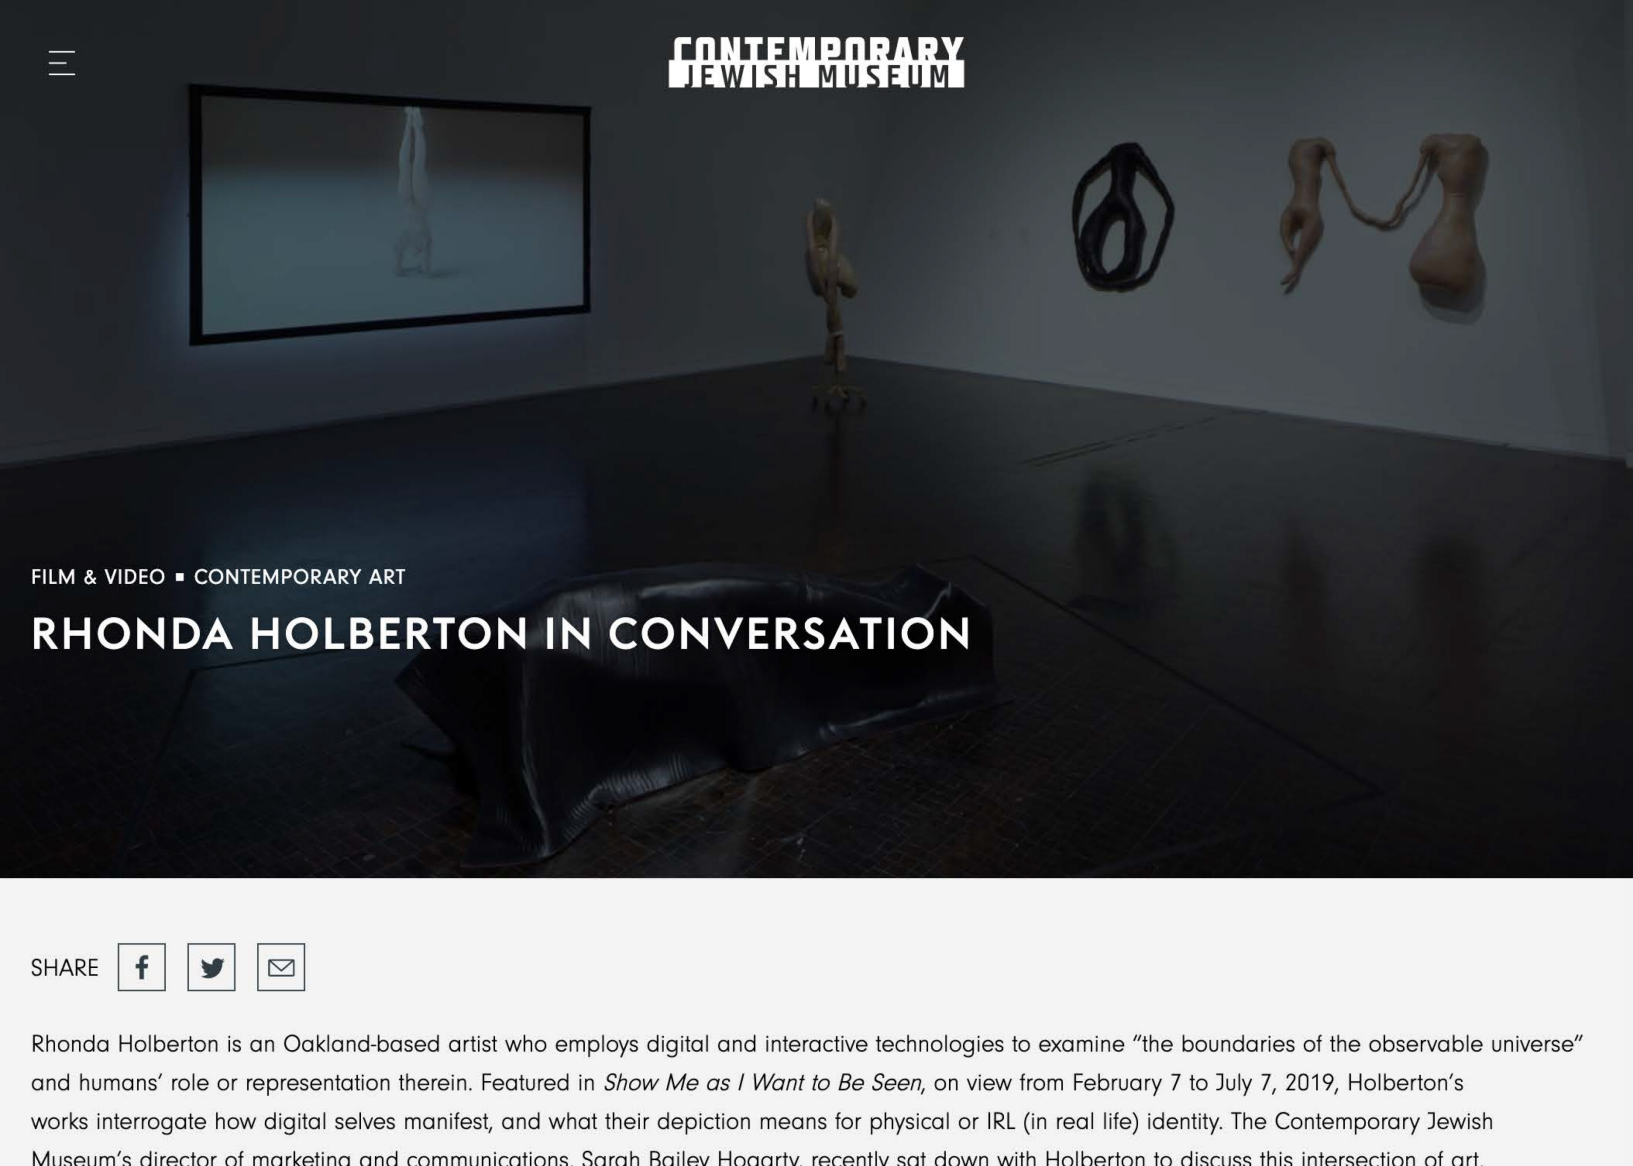 CONTEMPORARY
JEWISH MUSEUM
FILM & VIDEO ▪ CONTEMPORARY ART
RHONDA HOLBERTON IN CONVERSATION
SHARE
Rhonda Holberton is an Oakland-based artist who employs digital and interactive technologies to examine “the boundaries of the observable universe”
and humans’ role or representation therein. Featured in Show Me as I Want to Be Seen, on view from February 7 to July 7, 2019, Holberton’s
works interrogate how digital selves manifest, and what their depiction means for physical or IRL (in real life) identity. The Contemporary Jewish
Museum’s director of marketing and communications, Sarah Bailey Hogarty, recently sat down with Holberton to discuss this intersection of art,